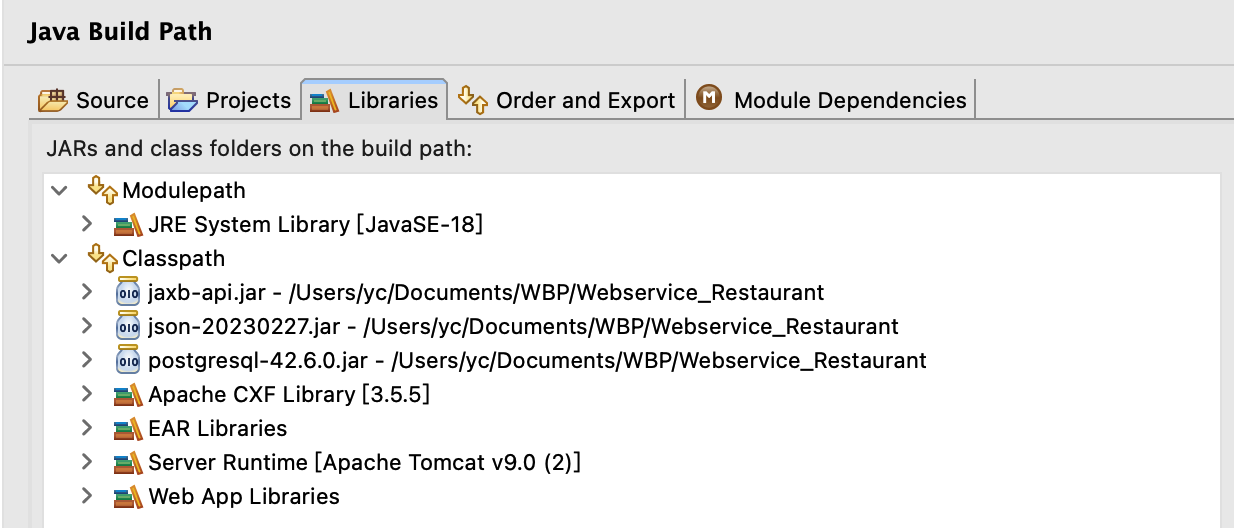 Java Build Path
Source Projects Libraries Order and Export M Module Dependencies
JARs and class folders on the build path:
Modulepath
JRE System Library [JavaSE-18]
Classpath
010 jaxb-api.jar - /Users/yc/Documents/WBP/Webservice_Restaurant
010 json-20230227.jar - /Users/yc/Documents/WBP/Webservice_Restaurant
010 postgresql-42.6.0.jar - /Users/yc/Documents/WBP/Webservice_Restaurant
Apache CXF Library [3.5.5]
EAR Libraries
Server Runtime [Apache Tomcat v9.0 (2)]
Web App Libraries